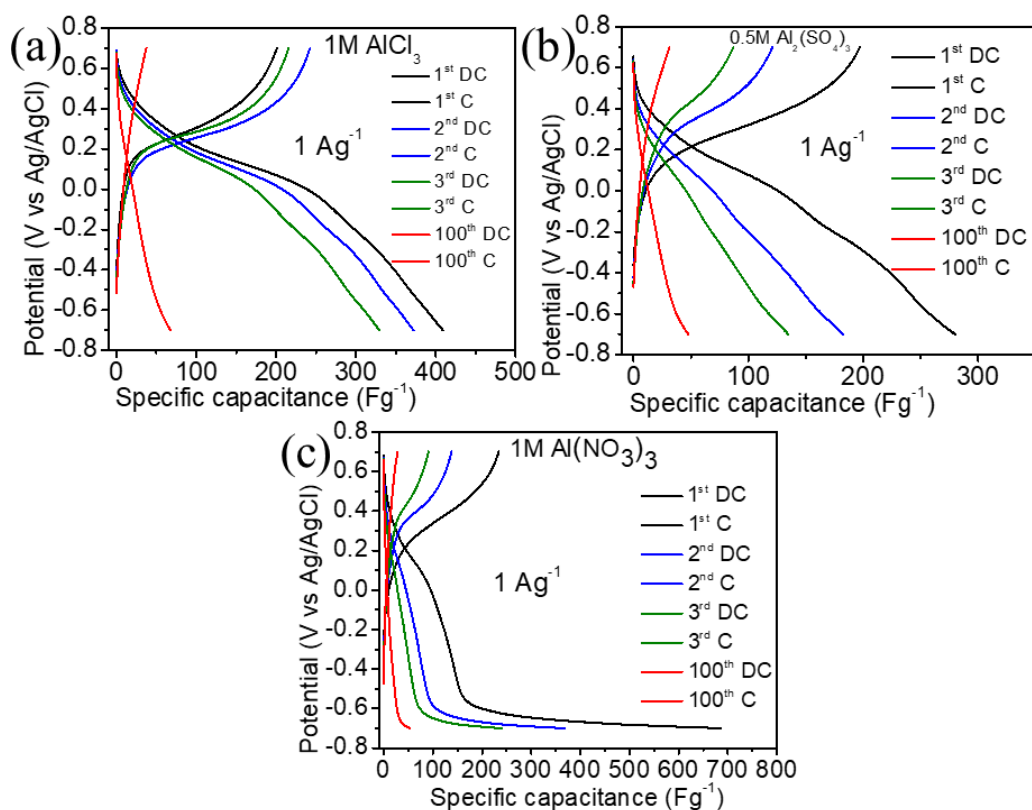 (a)
1M AlCl₃
0.8
0.6
0.4
0.2
0.0
-0.2
-0.4
-0.6
-0.8
Potential (V vs Ag/AgCl)
1 Ag⁻¹
1ˢᵗ DC
1ˢᵗ C
2ⁿᵈ DC
2ⁿᵈ C
3ʳᵈ DC
3ʳᵈ C
100ᵗʰ DC
100ᵗʰ C
0 100 200 300 400 500
Specific capacitance (Fg⁻¹)
(b)
0.5M Al₂(SO₄)₃
0.8
0.6
0.4
0.2
0.0
-0.2
-0.4
-0.6
-0.8
Potential (V vs Ag/AgCl)
1 Ag⁻¹
1ˢᵗ DC
1ˢᵗ C
2ⁿᵈ DC
2ⁿᵈ C
3ʳᵈ DC
3ʳᵈ C
100ᵗʰ DC
100ᵗʰ C
0 100 200 300
Specific capacitance (Fg⁻¹)
(c)
1M Al(NO₃)₃
0.8
0.6
0.4
0.2
0.0
-0.2
-0.4
-0.6
-0.8
Potential (V vs Ag/AgCl)
1 Ag⁻¹
1ˢᵗ DC
1ˢᵗ C
2ⁿᵈ DC
2ⁿᵈ C
3ʳᵈ DC
3ʳᵈ C
100ᵗʰ DC
100ᵗʰ C
0 100 200 300 400 500 600 700 800
Specific capacitance (Fg⁻¹)